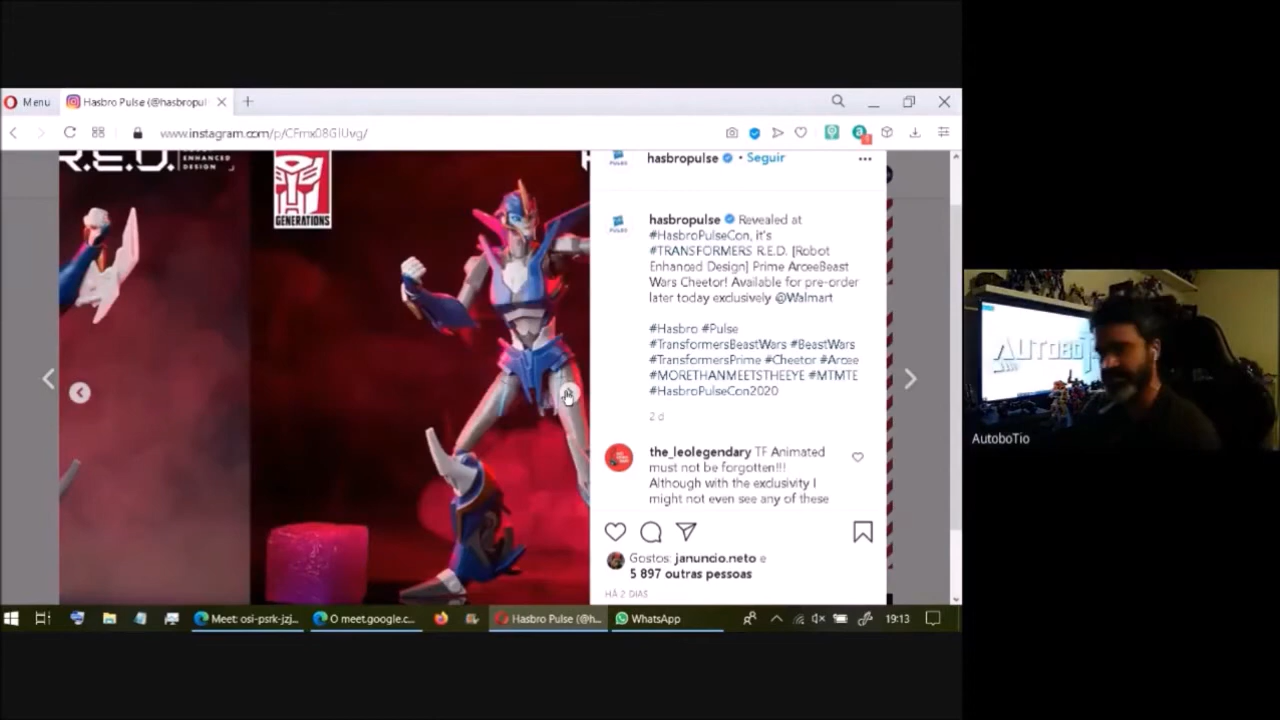 Menu
Hasbro Pulse (@hasbropul
www.instagram.com/p/CFmx08GlUvg/
R.E.D.
ENHANCED
DESIGN
GENERATIONS
hasbropulse • Seguir
hasbropulse Revealed at
#HasbroPulseCon, it's
#TRANSFORMERS R.E.D. [Robot
Enhanced Design] Prime ArceeBeast
Wars Cheetor! Available for pre-order
later today exclusively @Walmart
#Hasbro #Pulse
#TransformersBeastWars #BeastWars
#TransformersPrime #Cheetor #Arcee
#MORETHANMEETSTHEEYE #MTMTE
#HasbroPulseCon2020
2 d
the_leolegendary TF Animated
must not be forgotten!!!
Although with the exclusivity I
might not even see any of these
Gostos: januncio.neto e
5 897 outras pessoas
HÁ 2 DIAS
AUTOBOT
AutoboTio
Meet: osi-psrk-jzj...
O meet.google.c...
Hasbro Pulse (@h...
WhatsApp
19:13